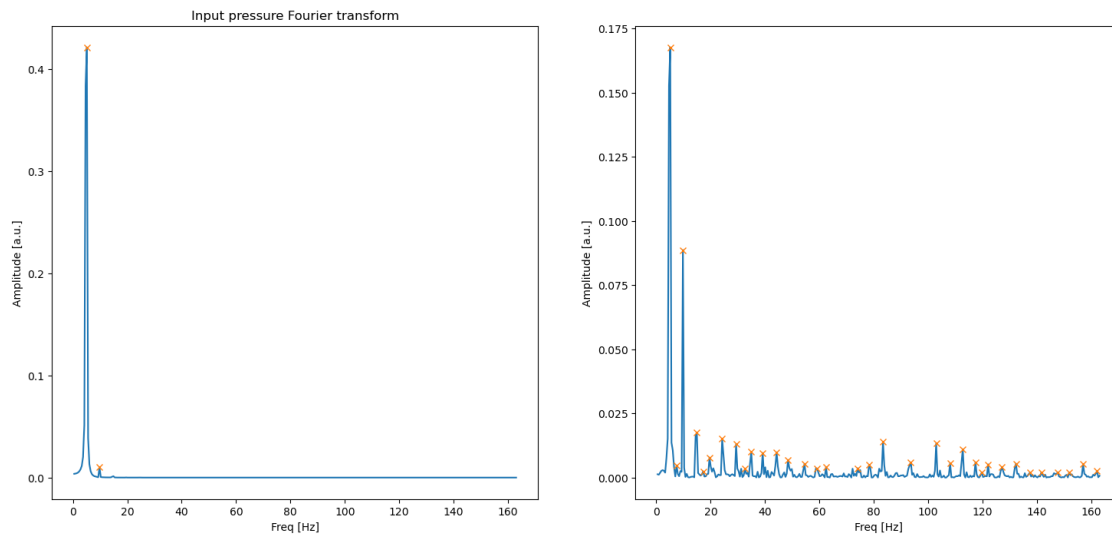 Input pressure Fourier transform
Amplitude [a.u.]
0.4
0.3
0.2
0.1
0.0
0 20 40 60 80 100 120 140 160
Freq [Hz]
Amplitude [a.u.]
0.175
0.150
0.125
0.100
0.075
0.050
0.025
0.000
0 20 40 60 80 100 120 140 160
Freq [Hz]